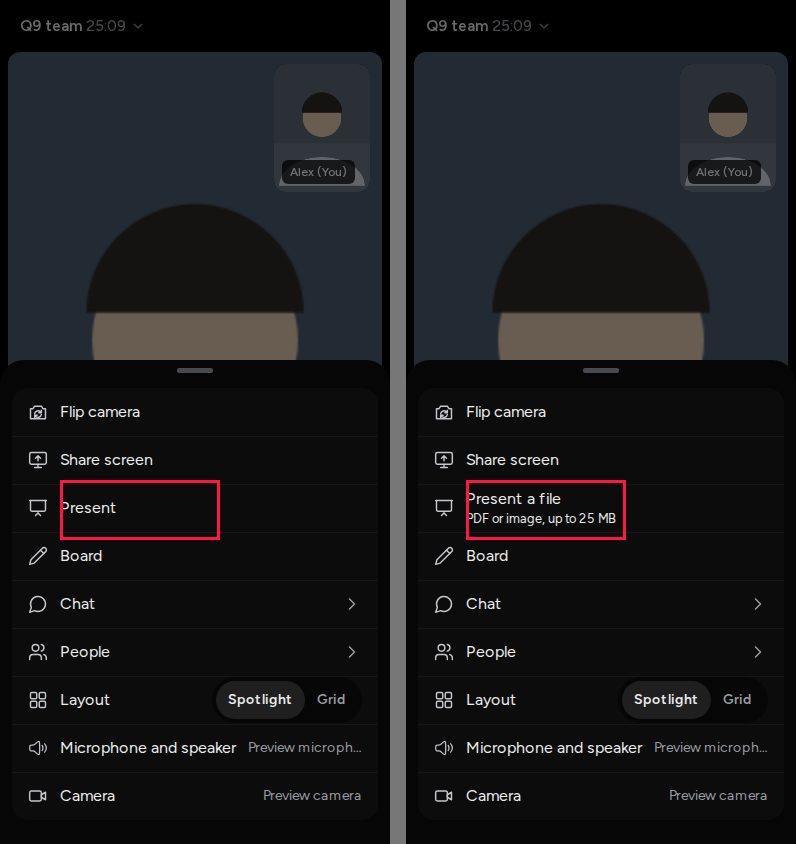 Q9 team 25:09
Alex (You)
Flip camera
Share screen
Present
Board
Chat
People
Layout Spotlight Grid
Microphone and speaker Preview microph...
Camera Preview camera
Q9 team 25:09
Alex (You)
Flip camera
Share screen
Present a file
PDF or image, up to 25 MB
Board
Chat
People
Layout Spotlight Grid
Microphone and speaker Preview microph...
Camera Preview camera